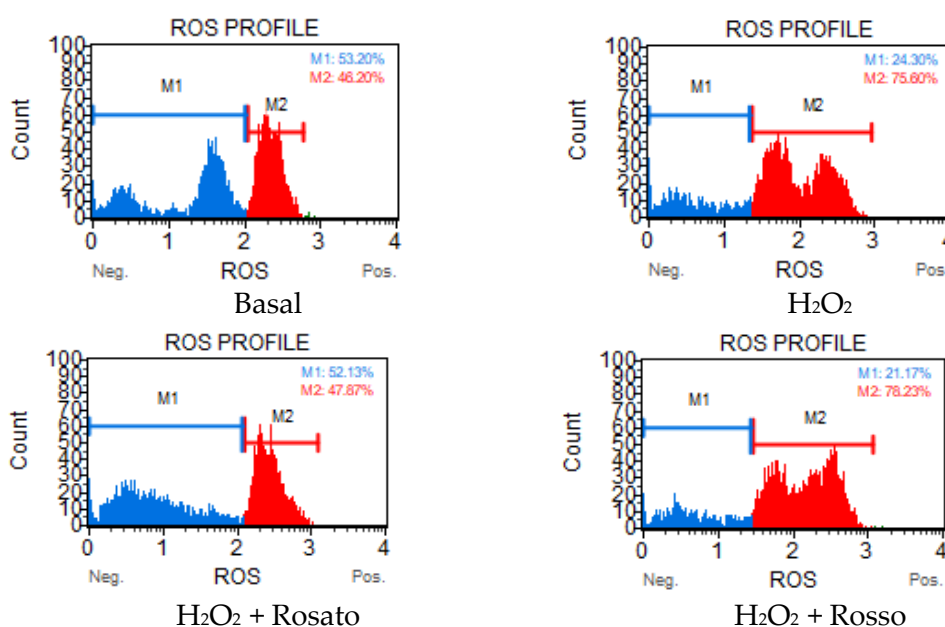 ROS PROFILE
100
90
80
70
60
50
40
30
20
10
0
Count
M1
M2
M1: 53.20%
M2: 46.20%
0 1 2 3 4
Neg. ROS Pos.
Basal
ROS PROFILE
100
90
80
70
60
50
40
30
20
10
0
Count
M1
M2
M1: 24.30%
M2: 75.60%
0 1 2 3 4
Neg. ROS Pos.
H₂O₂
ROS PROFILE
100
90
80
70
60
50
40
30
20
10
0
Count
M1
M2
M1: 52.13%
M2: 47.87%
0 1 2 3 4
Neg. ROS Pos.
H₂O₂ + Rosato
ROS PROFILE
100
90
80
70
60
50
40
30
20
10
0
Count
M1
M2
M1: 21.17%
M2: 78.23%
0 1 2 3 4
Neg. ROS Pos.
H₂O₂ + Rosso